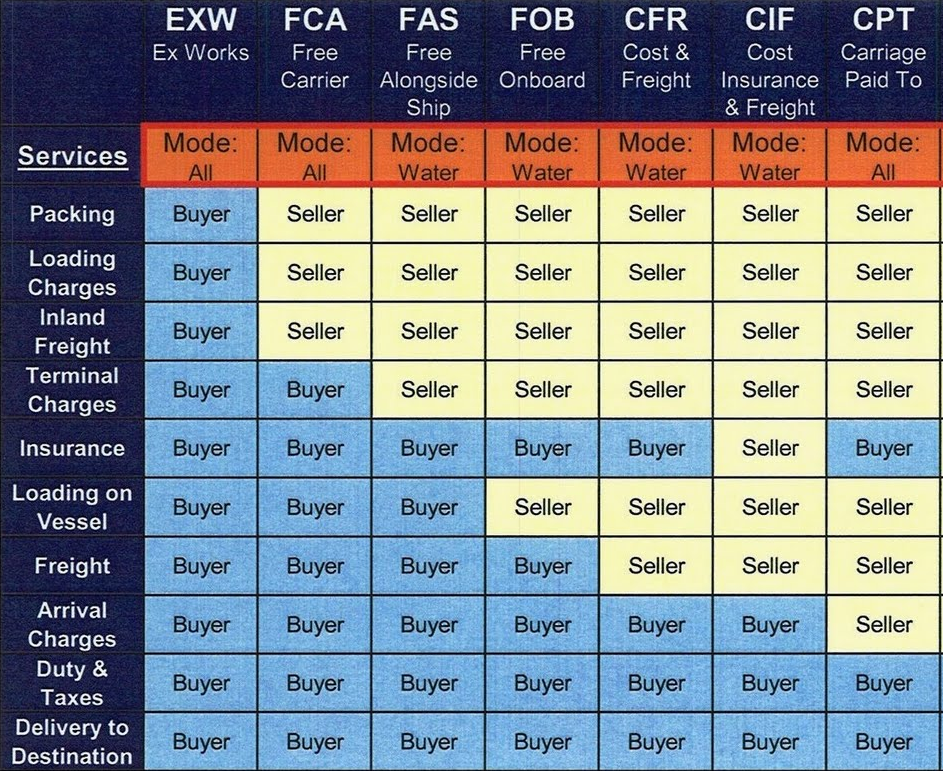 EXW FCA FAS FOB CFR CIF CPT
Ex Works Free Free Free Cost & Cost Carriage
Carrier Alongside Onboard Freight Insurance Paid To
Ship & Freight
Services Mode: Mode: Mode: Mode: Mode: Mode: Mode:
All All Water Water Water Water All
Packing Buyer Seller Seller Seller Seller Seller Seller
Loading
Charges Buyer Seller Seller Seller Seller Seller Seller
Inland
Freight Buyer Seller Seller Seller Seller Seller Seller
Terminal
Charges Buyer Buyer Seller Seller Seller Seller Seller
Insurance Buyer Buyer Buyer Buyer Buyer Seller Buyer
Loading on
Vessel Buyer Buyer Buyer Seller Seller Seller Seller
Freight Buyer Buyer Buyer Buyer Seller Seller Seller
Arrival
Charges Buyer Buyer Buyer Buyer Buyer Buyer Seller
Duty &
Taxes Buyer Buyer Buyer Buyer Buyer Buyer Buyer
Delivery to
Destination Buyer Buyer Buyer Buyer Buyer Buyer Buyer